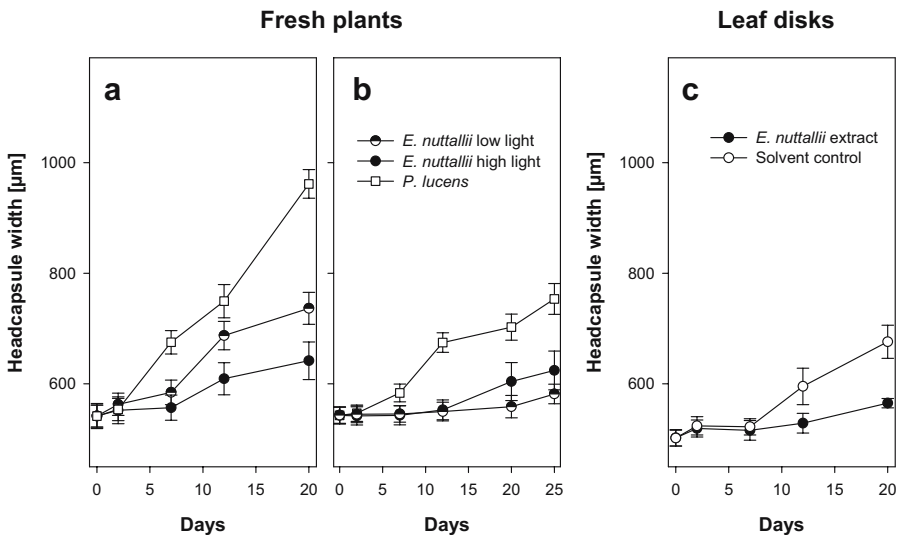 Fresh plants
Leaf disks
a
b
c
E. nuttallii low light
E. nuttallii high light
P. lucens
E. nuttallii extract
Solvent control
Headcapsule width [µm]
1000
800
600
0 5 10 15 20
Days
0 5 10 15 20 25
Days
Headcapsule width [µm]
1000
800
600
0 5 10 15 20
Days